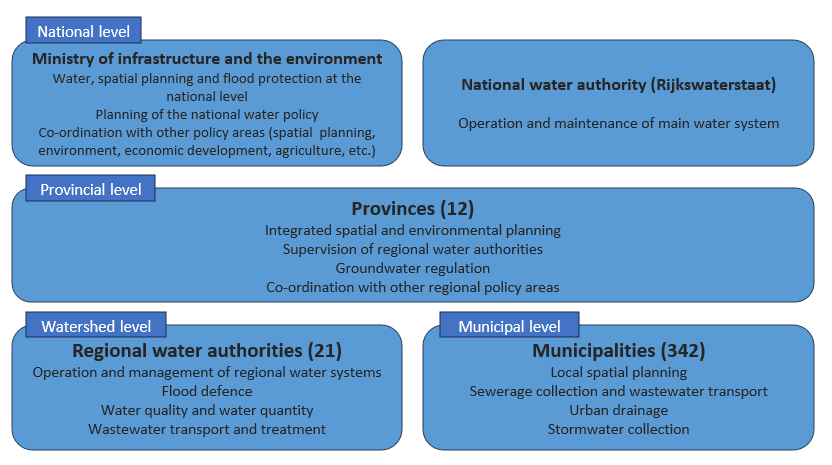 National level
Ministry of infrastructure and the environment
Water, spatial planning and flood protection at the
national level
Planning of the national water policy
Co-ordination with other policy areas (spatial planning,
environment, economic development, agriculture, etc.)
National water authority (Rijkswaterstaat)
Operation and maintenance of main water system
Provincial level
Provinces (12)
Integrated spatial and environmental planning
Supervision of regional water authorities
Groundwater regulation
Co-ordination with other regional policy areas
Watershed level
Regional water authorities (21)
Operation and management of regional water systems
Flood defence
Water quality and water quantity
Wastewater transport and treatment
Municipal level
Municipalities (342)
Local spatial planning
Sewerage collection and wastewater transport
Urban drainage
Stormwater collection